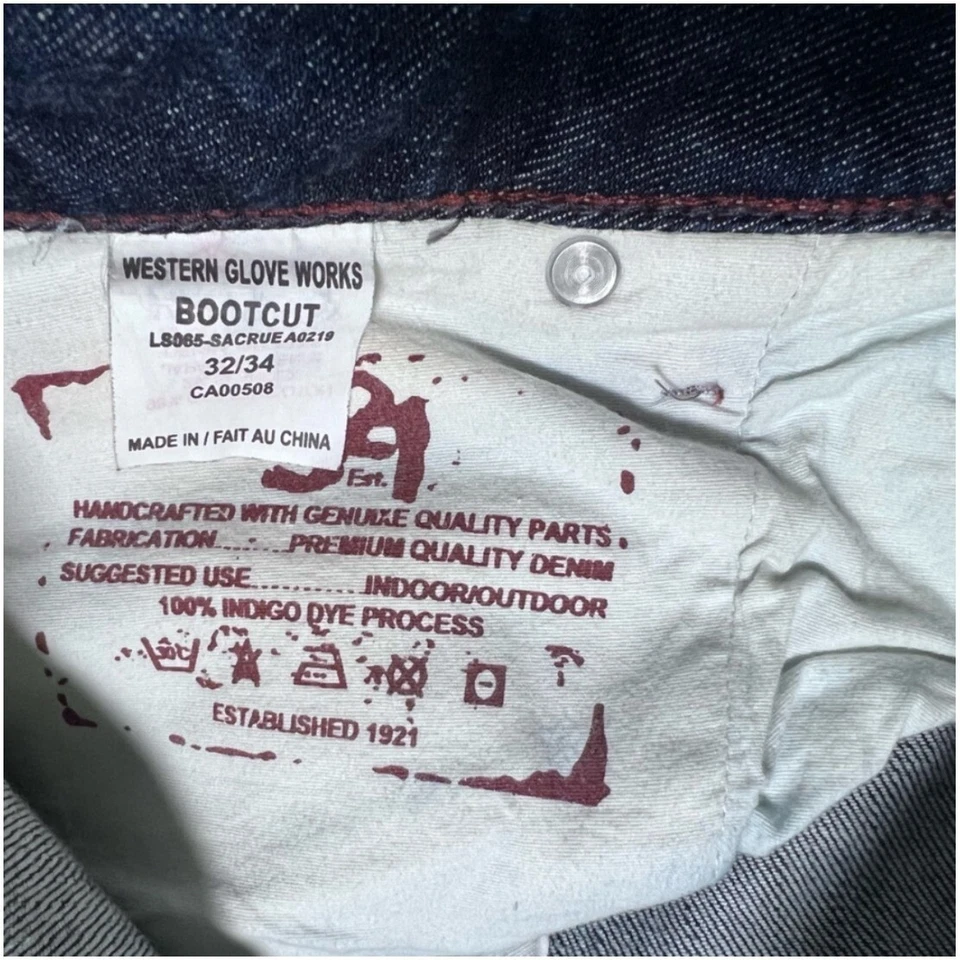 WESTERN GLOVE WORKS
BOOTCUT
LS065-SACRUE A0219
32/34
CA00508
MADE IN / FAIT AU CHINA
Est.
HANDCRAFTED WITH GENUINE QUALITY PARTS.
FABRICATION......PREMIUM QUALITY DENIM
SUGGESTED USE...........INDOOR/OUTDOOR
100% INDIGO DYE PROCESS
ESTABLISHED 1921